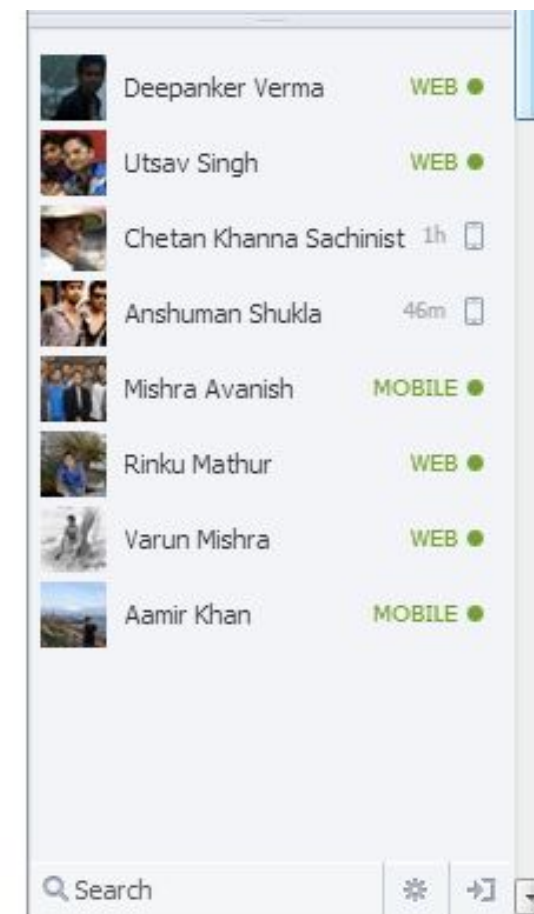 Deepanker Verma WEB
Utsav Singh WEB
Chetan Khanna Sachinist 1h
Anshuman Shukla 46m
Mishra Avanish MOBILE
Rinku Mathur WEB
Varun Mishra WEB
Aamir Khan MOBILE
Search